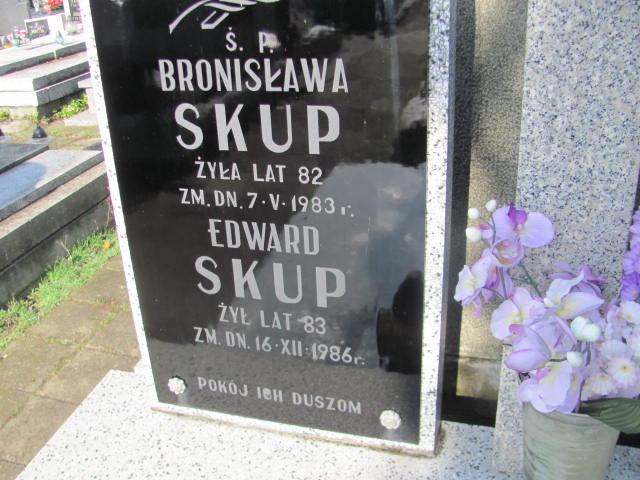 Ś. P.
BRONISŁAWA
SKUP
ŻYŁA LAT 82
ZM. DN. 7·V·1983 r.
EDWARD
SKUP
ŻYŁ LAT 83
ZM. DN. 16·XII·1986 r.
POKÓJ ICH DUSZOM